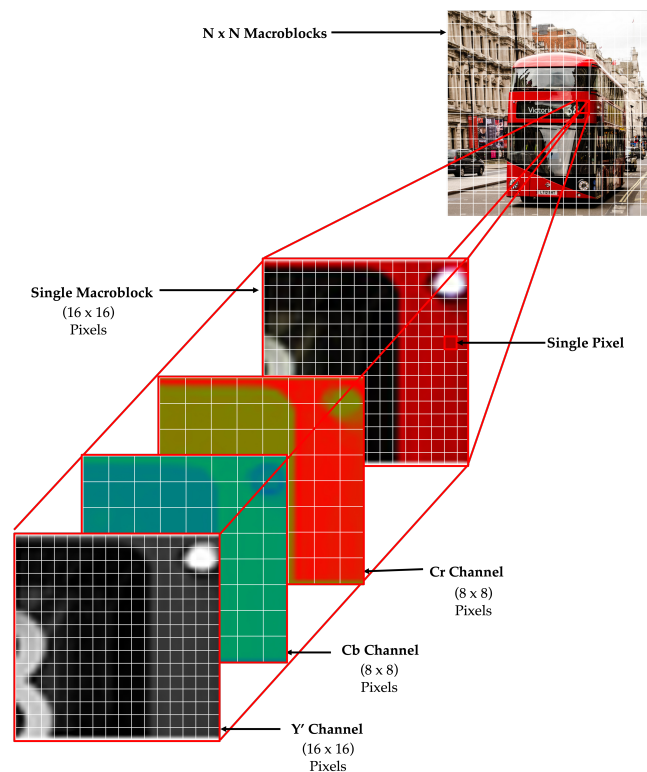 N x N Macroblocks
Victoria
Single Macroblock
(16 x 16)
Pixels
Single Pixel
Cr Channel
(8 x 8)
Pixels
Cb Channel
(8 x 8)
Pixels
Y’ Channel
(16 x 16)
Pixels